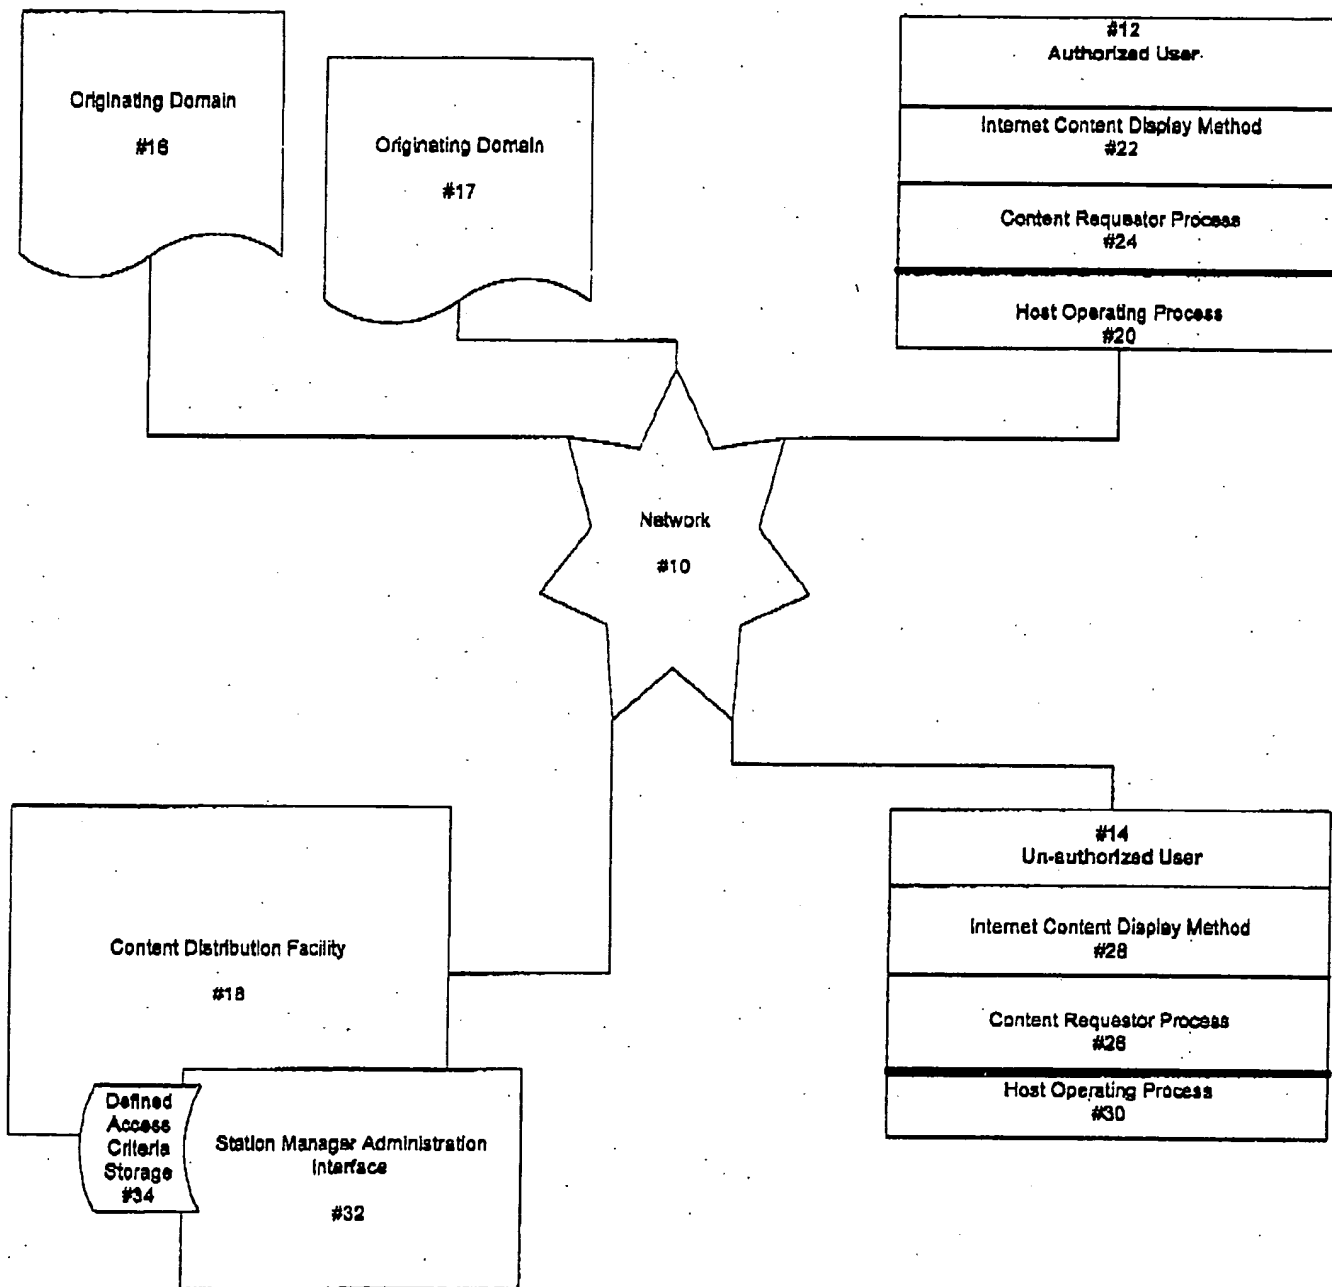 Originating Domain
#16
Originating Domain
#17
#12
Authorized User
Internet Content Display Method
#22
Content Requestor Process
#24
Host Operating Process
#20
Network
#10
Content Distribution Facility
#18
Defined
Access
Criteria
Storage
#34
Station Manager Administration
Interface
#32
#14
Un-authorized User
Internet Content Display Method
#28
Content Requestor Process
#26
Host Operating Process
#30